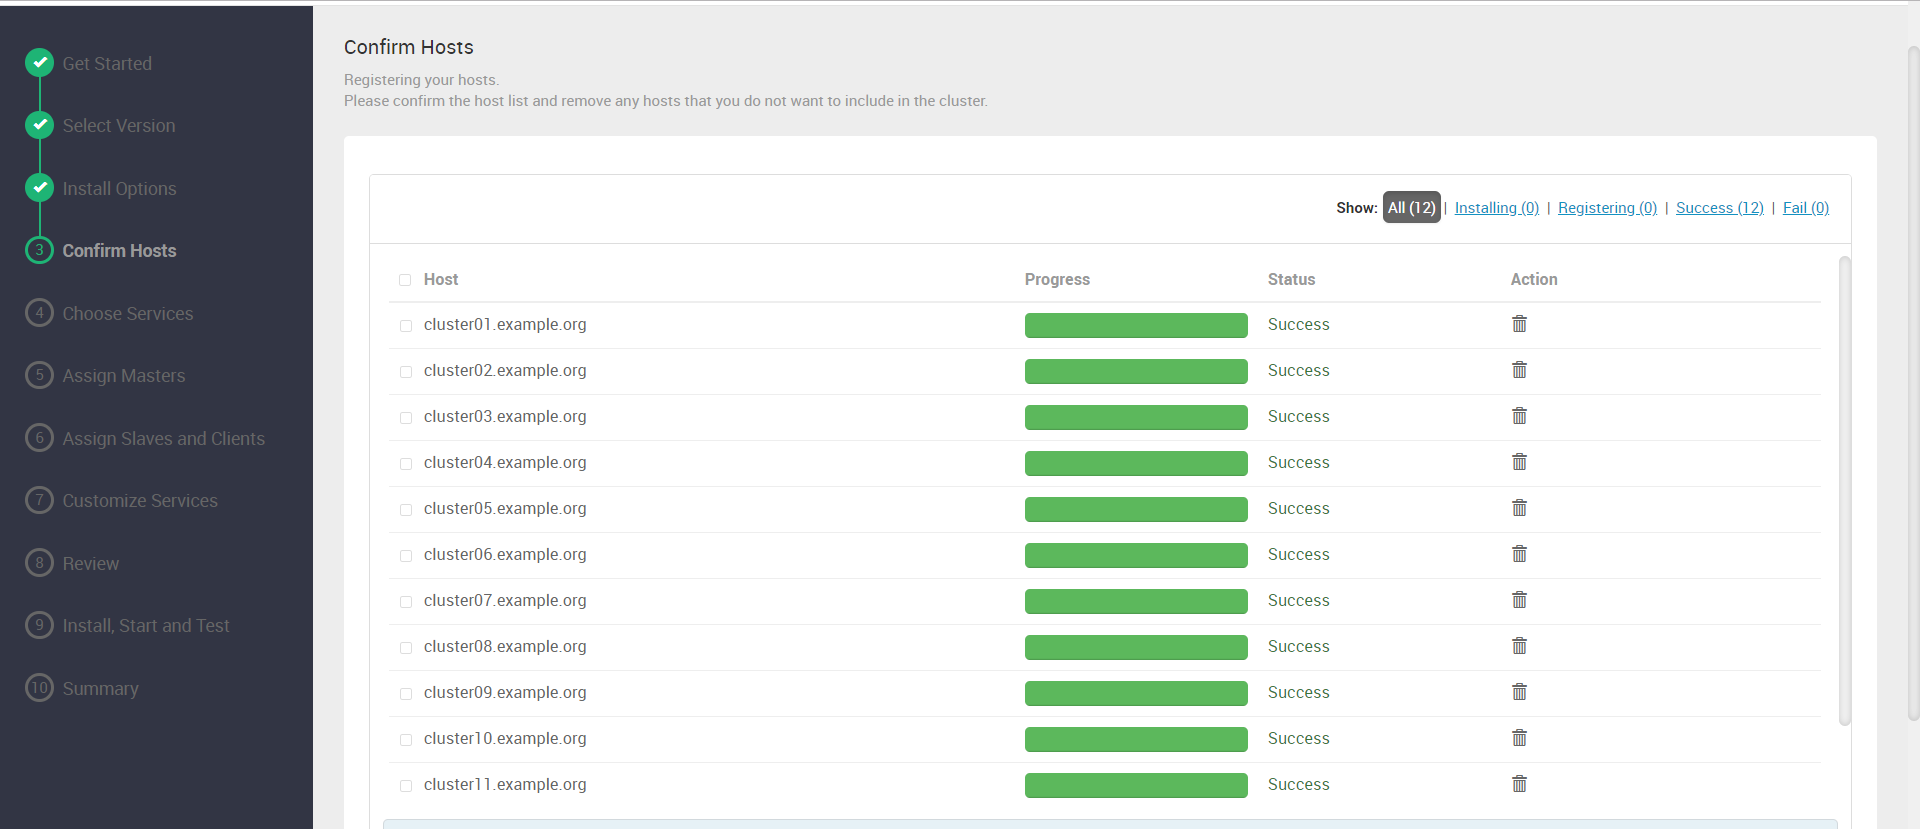 Get Started
Select Version
Install Options
3 Confirm Hosts
4 Choose Services
5 Assign Masters
6 Assign Slaves and Clients
7 Customize Services
8 Review
9 Install, Start and Test
10 Summary
Confirm Hosts
Registering your hosts.
Please confirm the host list and remove any hosts that you do not want to include in the cluster.
Show: All (12) | Installing (0) | Registering (0) | Success (12) | Fail (0)
Host Progress Status Action
cluster01.example.org Success
cluster02.example.org Success
cluster03.example.org Success
cluster04.example.org Success
cluster05.example.org Success
cluster06.example.org Success
cluster07.example.org Success
cluster08.example.org Success
cluster09.example.org Success
cluster10.example.org Success
cluster11.example.org Success